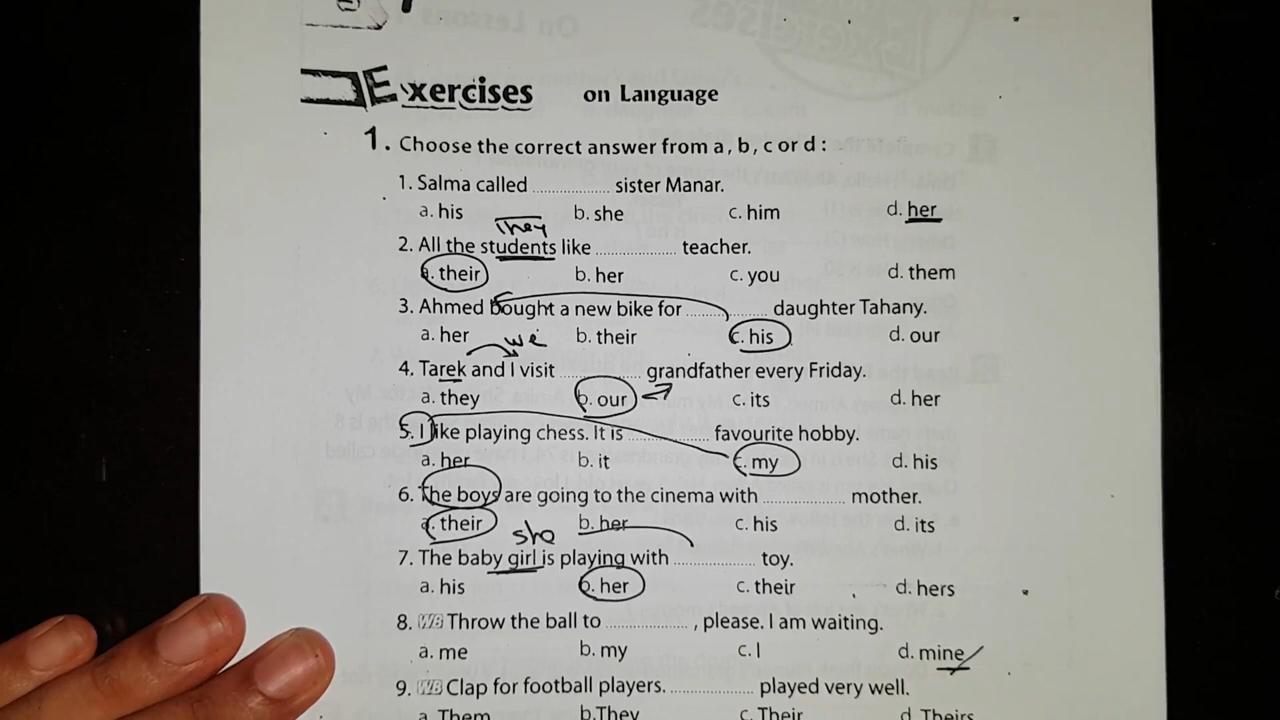 Exercises on Language
1. Choose the correct answer from a, b, c or d :
1. Salma called ................ sister Manar.
a. his b. she c. him d. her
they
2. All the students like ................ teacher.
a. their b. her c. you d. them
3. Ahmed bought a new bike for ................ daughter Tahany.
a. her b. their c. his d. our
we
4. Tarek and I visit ................ grandfather every Friday.
a. they b. our c. its d. her
5. I like playing chess. It is ................ favourite hobby.
a. her b. it c. my d. his
6. The boys are going to the cinema with ................ mother.
a. their b. her c. his d. its
she
7. The baby girl is playing with ................ toy.
a. his b. her c. their d. hers
8. WB Throw the ball to ................ , please. I am waiting.
a. me b. my c. I d. mine
9. WB Clap for football players. ................ played very well.
a. Them b. They c. Their d. Theirs